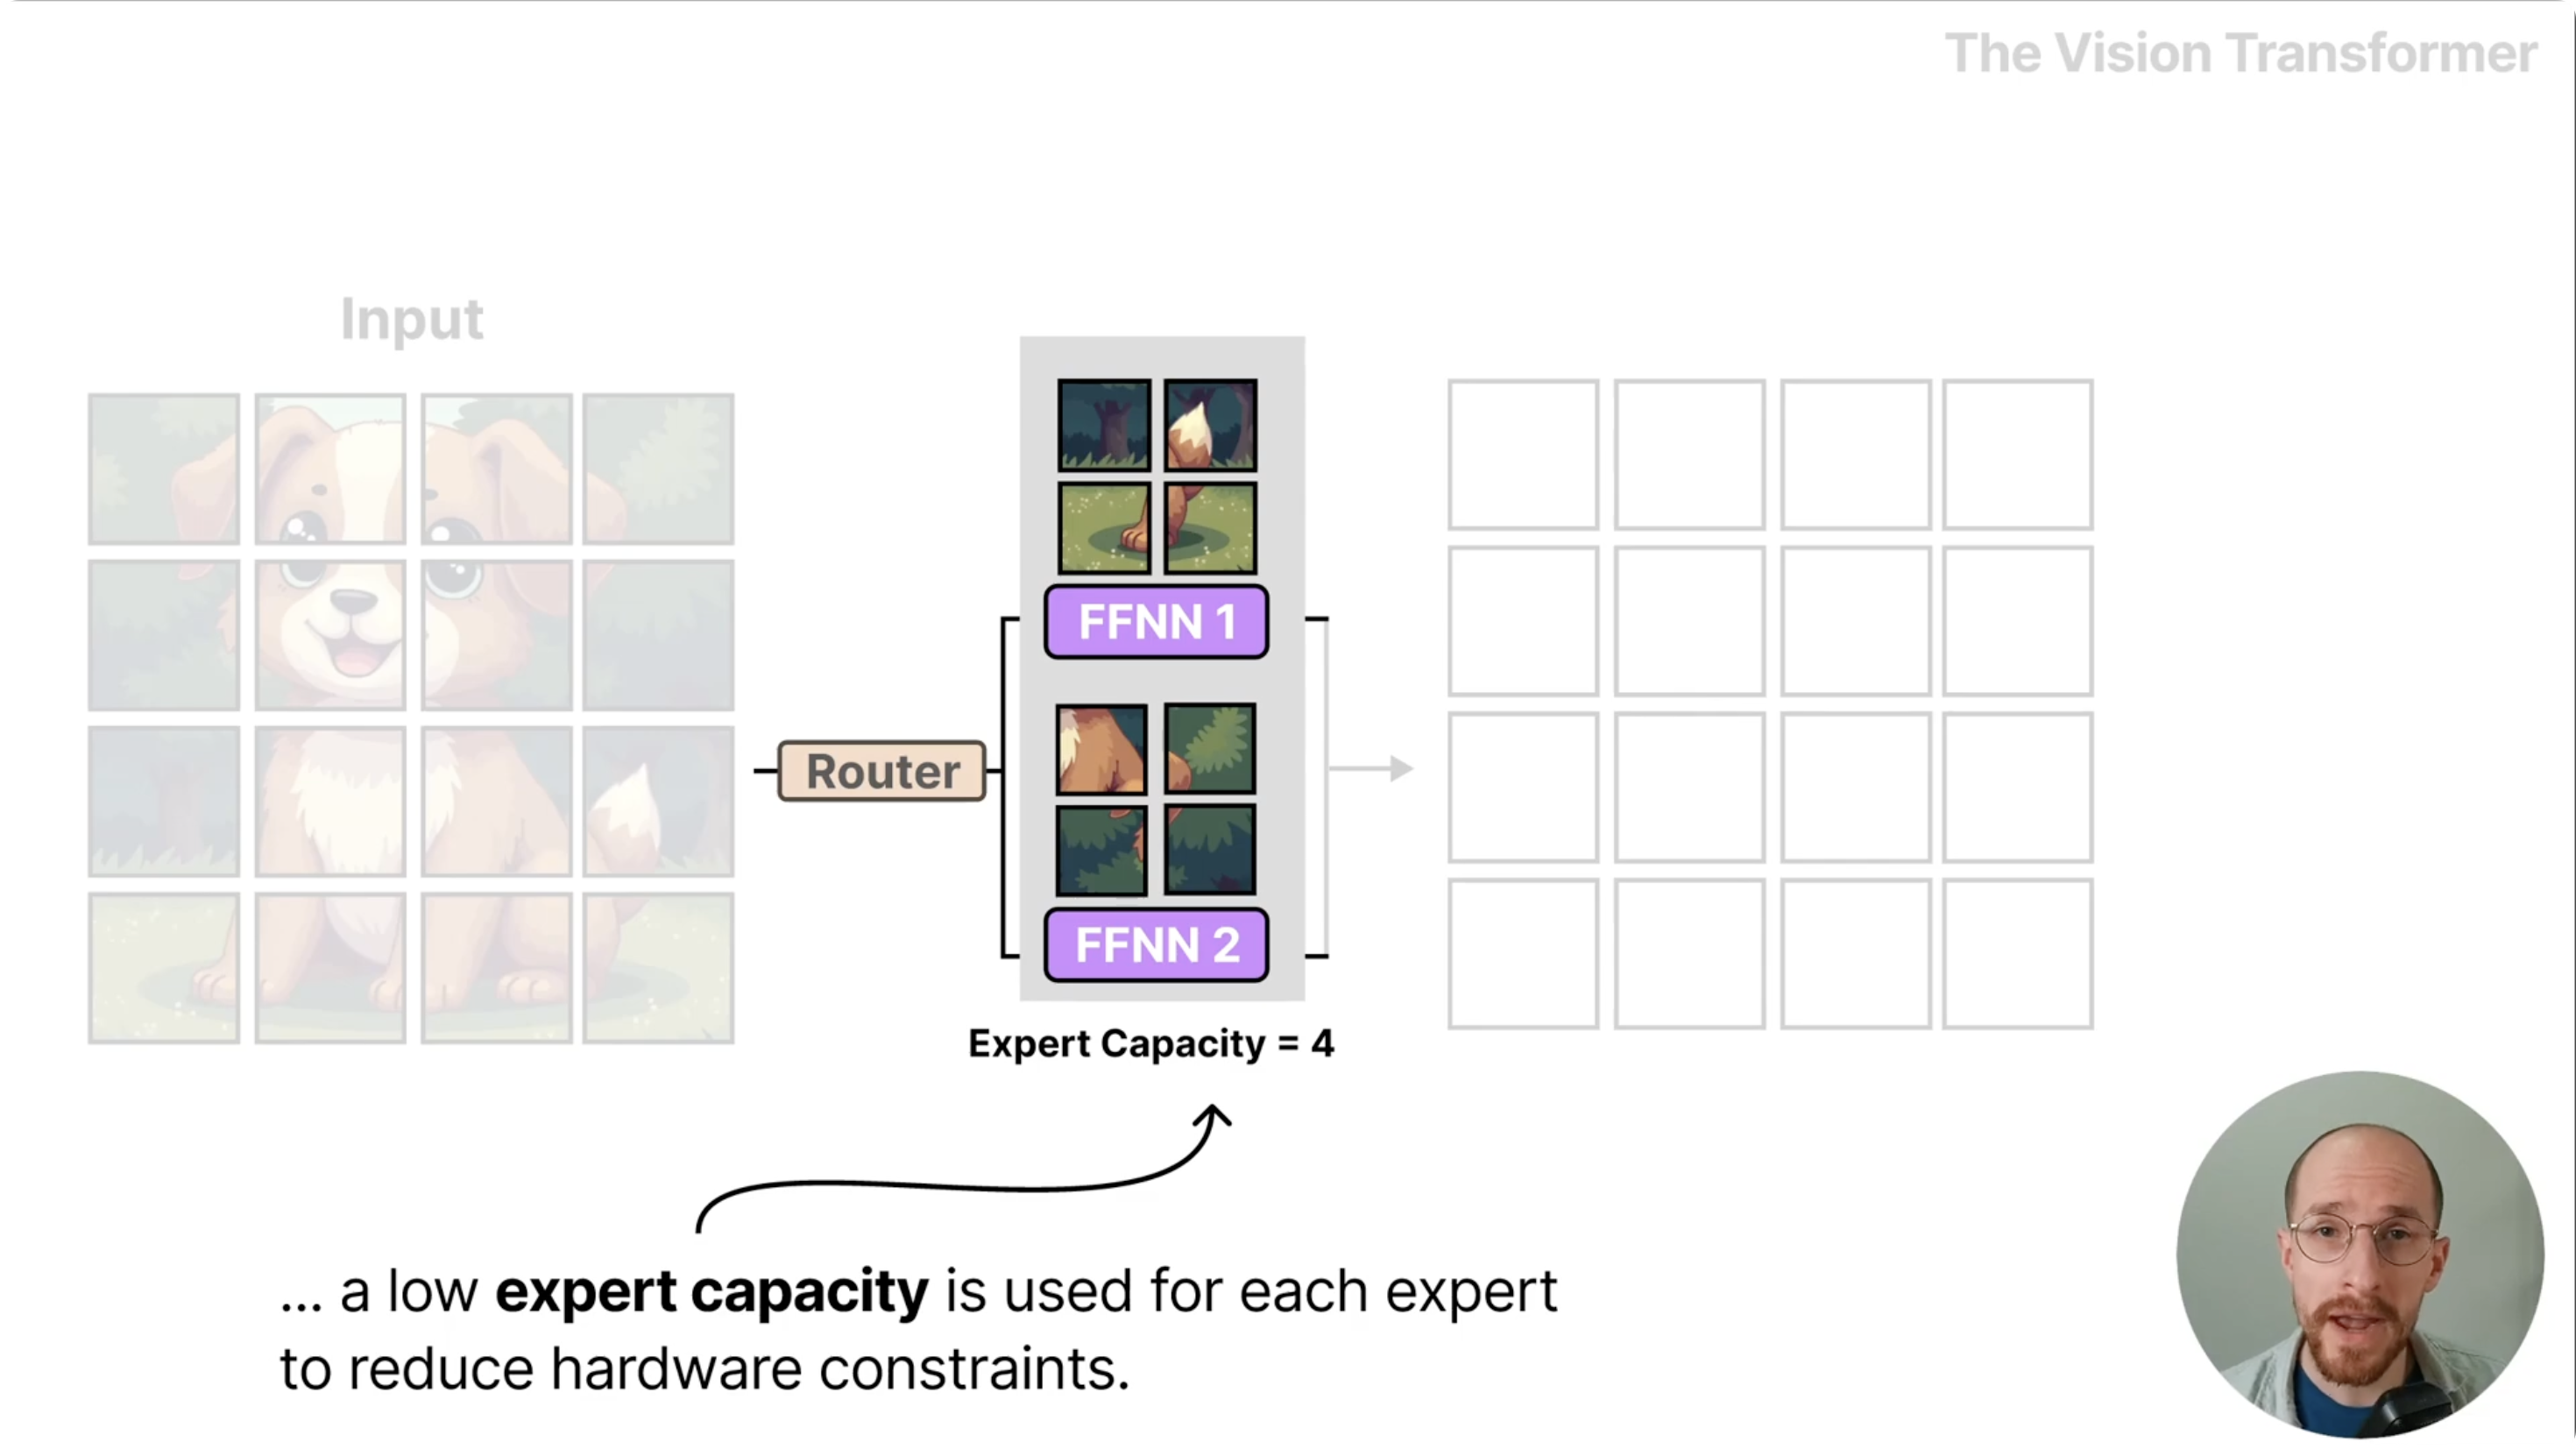 The Vision Transformer
Input
FFNN 1
Router
FFNN 2
Expert Capacity = 4
... a low expert capacity is used for each expert
to reduce hardware constraints.